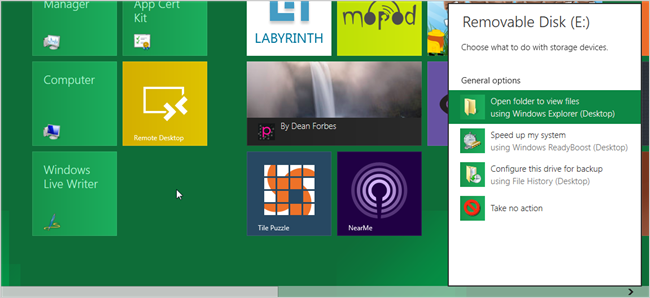 Manager
App Cert
Kit
LABYRINTH
mopod
Computer
Remote Desktop
By Dean Forbes
Windows
Live Writer
Tile Puzzle
NearMe
Removable Disk (E:)
Choose what to do with storage devices.
General options
Open folder to view files
using Windows Explorer (Desktop)
Speed up my system
using Windows ReadyBoost (Desktop)
Configure this drive for backup
using File History (Desktop)
Take no action